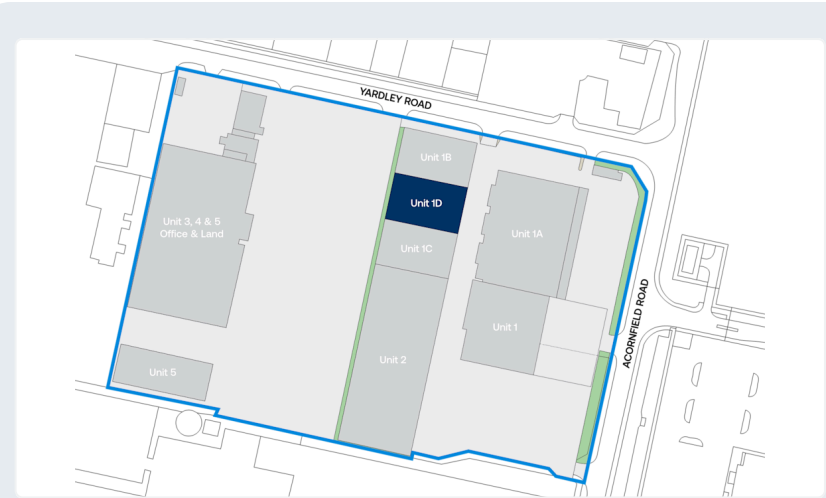 YARDLEY ROAD
Unit 1B
Unit 1D
Unit 3, 4 & 5
Office & Land
Unit 1A
Unit 1C
ACORNFIELD ROAD
Unit 1
Unit 2
Unit 5